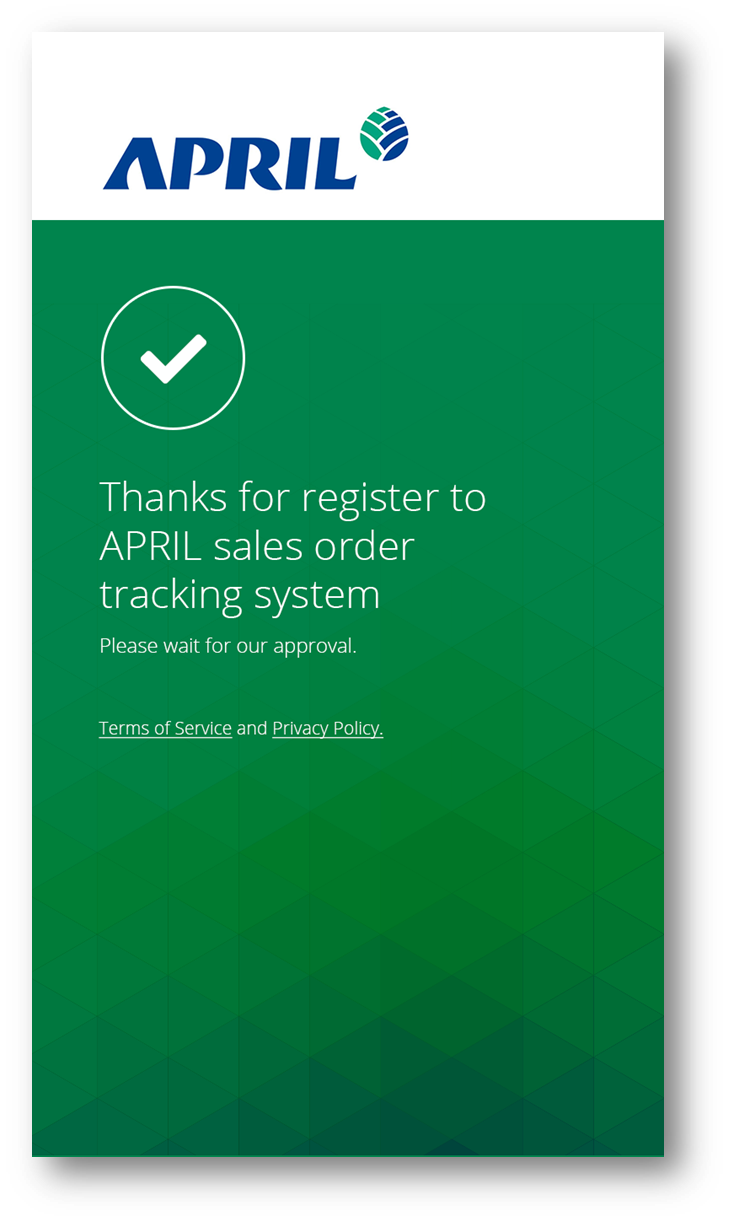 APRIL
Thanks for register to
APRIL sales order
tracking system
Please wait for our approval.
Terms of Service and Privacy Policy.